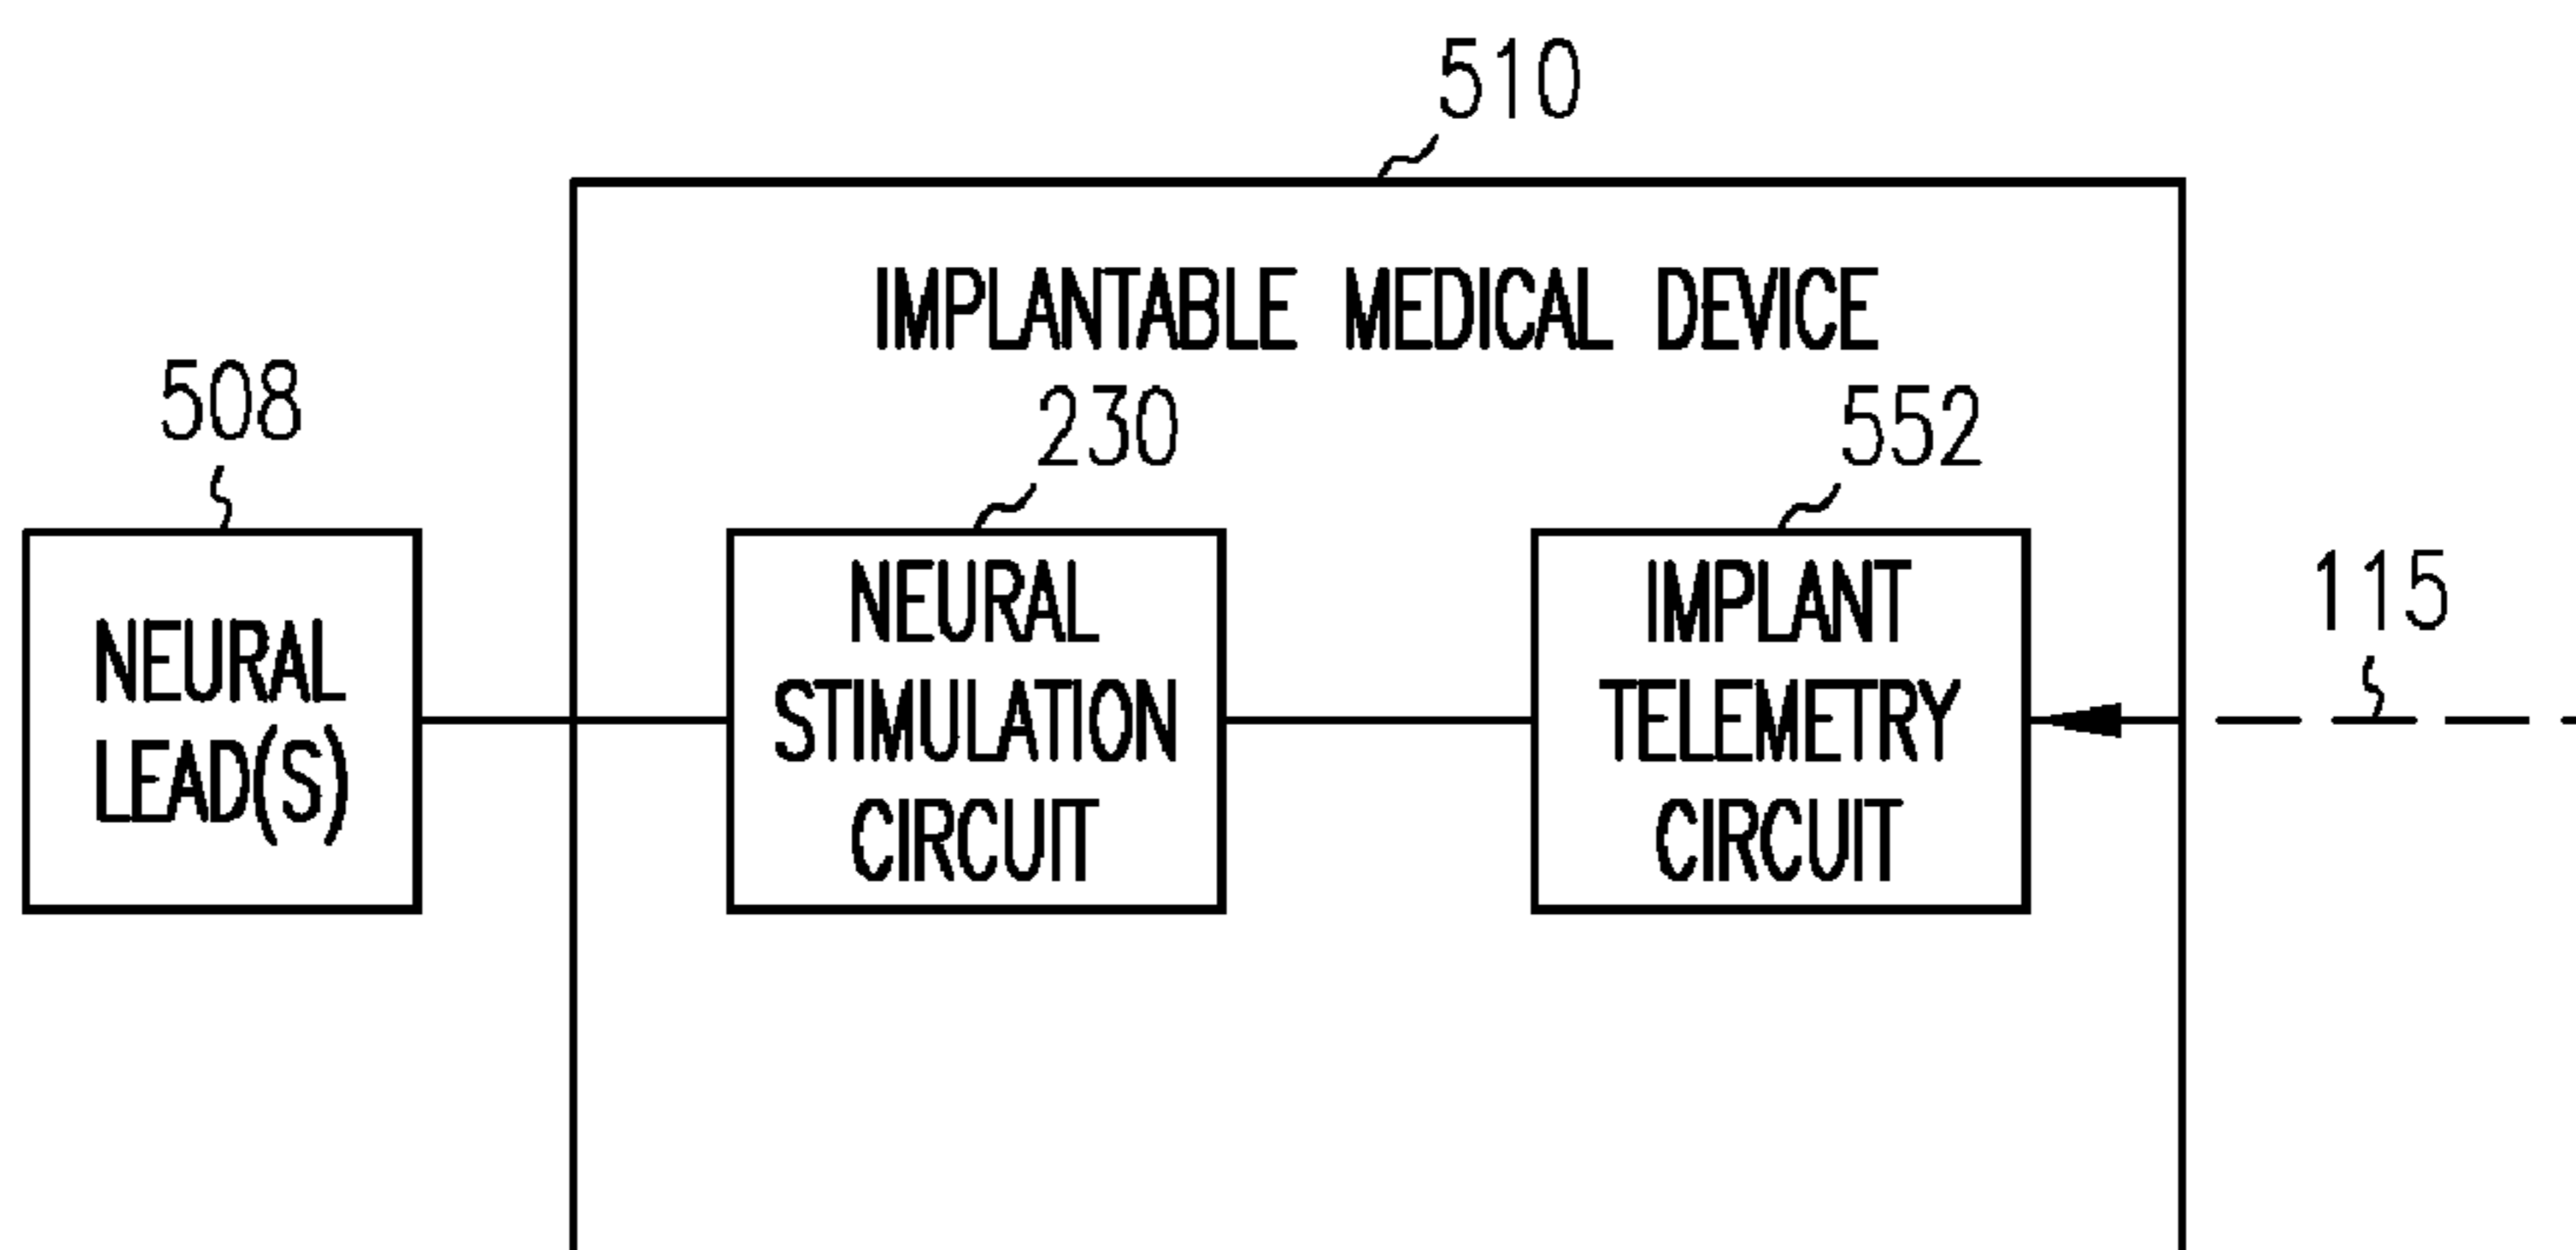 510
IMPLANTABLE MEDICAL DEVICE
508
230
552
115
NEURAL
LEAD(S)
NEURAL
STIMULATION
CIRCUIT
IMPLANT
TELEMETRY
CIRCUIT